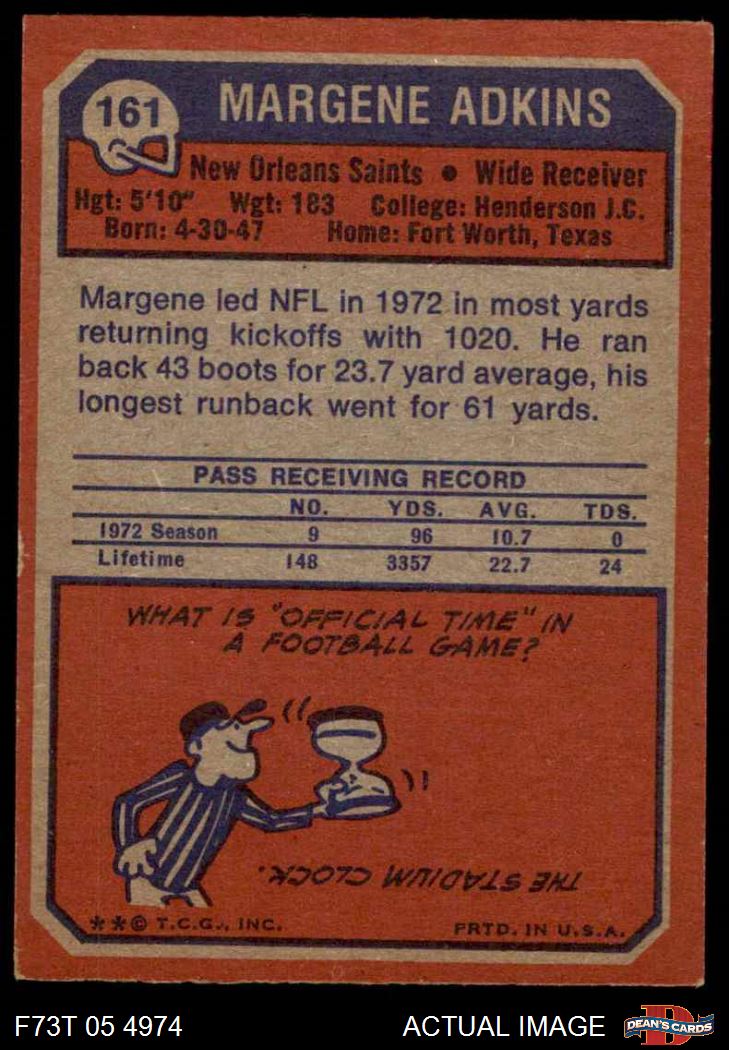 161
MARGENE ADKINS
New Orleans Saints • Wide Receiver
Hgt: 5'10" Wgt: 183 College: Henderson J.C.
Born: 4-30-47 Home: Fort Worth, Texas
Margene led NFL in 1972 in most yards
returning kickoffs with 1020. He ran
back 43 boots for 23.7 yard average, his
longest runback went for 61 yards.
PASS RECEIVING RECORD
NO. YDS. AVG. TDS.
1972 Season 9 96 10.7 0
Lifetime 148 3357 22.7 24
WHAT IS "OFFICIAL TIME" IN
A FOOTBALL GAME?
THE STADIUM CLOCK.
**© T.C.G., INC. PRTD. IN U.S.A.
F73T 05 4974 ACTUAL IMAGE
D
DEAN'S CARDS